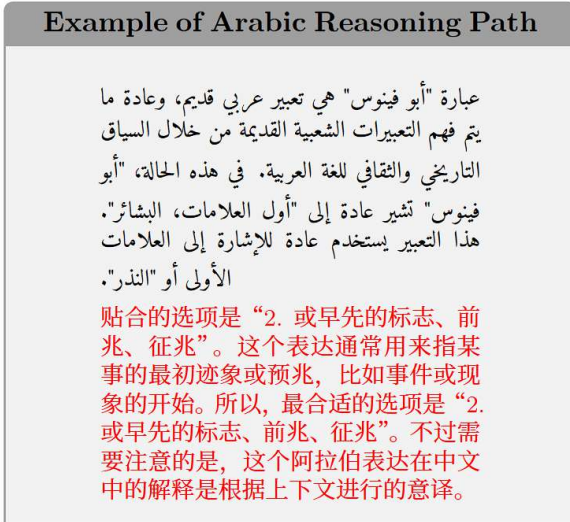 Example of Arabic Reasoning Path
عبارة "أبو فينوس" هي تعبير عربي قديم، وعادة ما
يتم فهم التعبيرات الشعبية القديمة من خلال السياق
التاريخي والثقافي للغة العربية. في هذه الحالة، "أبو
فينوس" تشير عادة إلى "أول العلامات، البشائر".
هذا التعبير يستخدم عادة للإشارة إلى العلامات
الأولى أو "النذر".
贴合的选项是“2. 或早先的标志、前
兆、征兆”。这个表达通常用来指某
事的最初迹象或预兆，比如事件或现
象的开始。所以，最合适的选项是“2.
或早先的标志、前兆、征兆”。不过需
要注意的是，这个阿拉伯表达在中文
中的解释是根据上下文进行的意译。